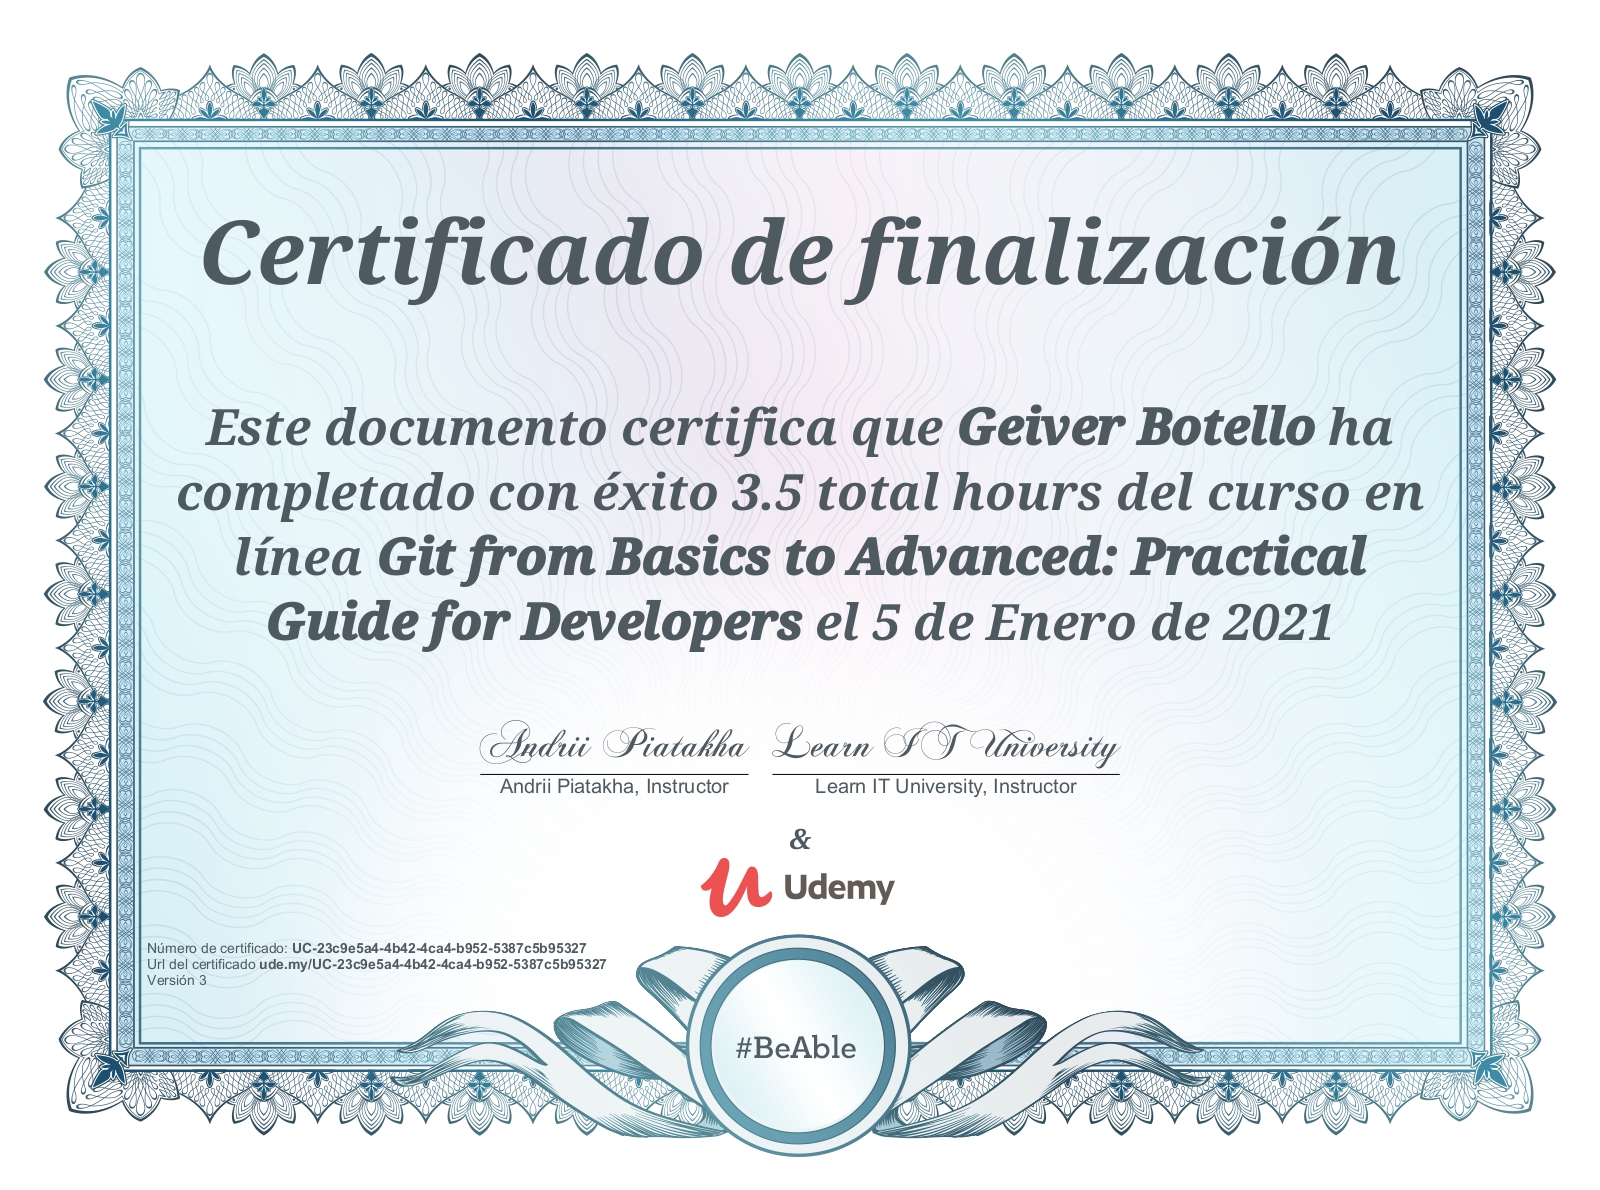 Certificado de finalización
Este documento certifica que Geiver Botello ha
completado con éxito 3.5 total hours del curso en
línea Git from Basics to Advanced: Practical
Guide for Developers el 5 de Enero de 2021
Andrii Piatakha Learn IT University
Andrii Piatakha, Instructor Learn IT University, Instructor
&
Udemy
Número de certificado: UC-23c9e5a4-4b42-4ca4-b952-5387c5b95327
Url del certificado ude.my/UC-23c9e5a4-4b42-4ca4-b952-5387c5b95327
Versión 3
#BeAble